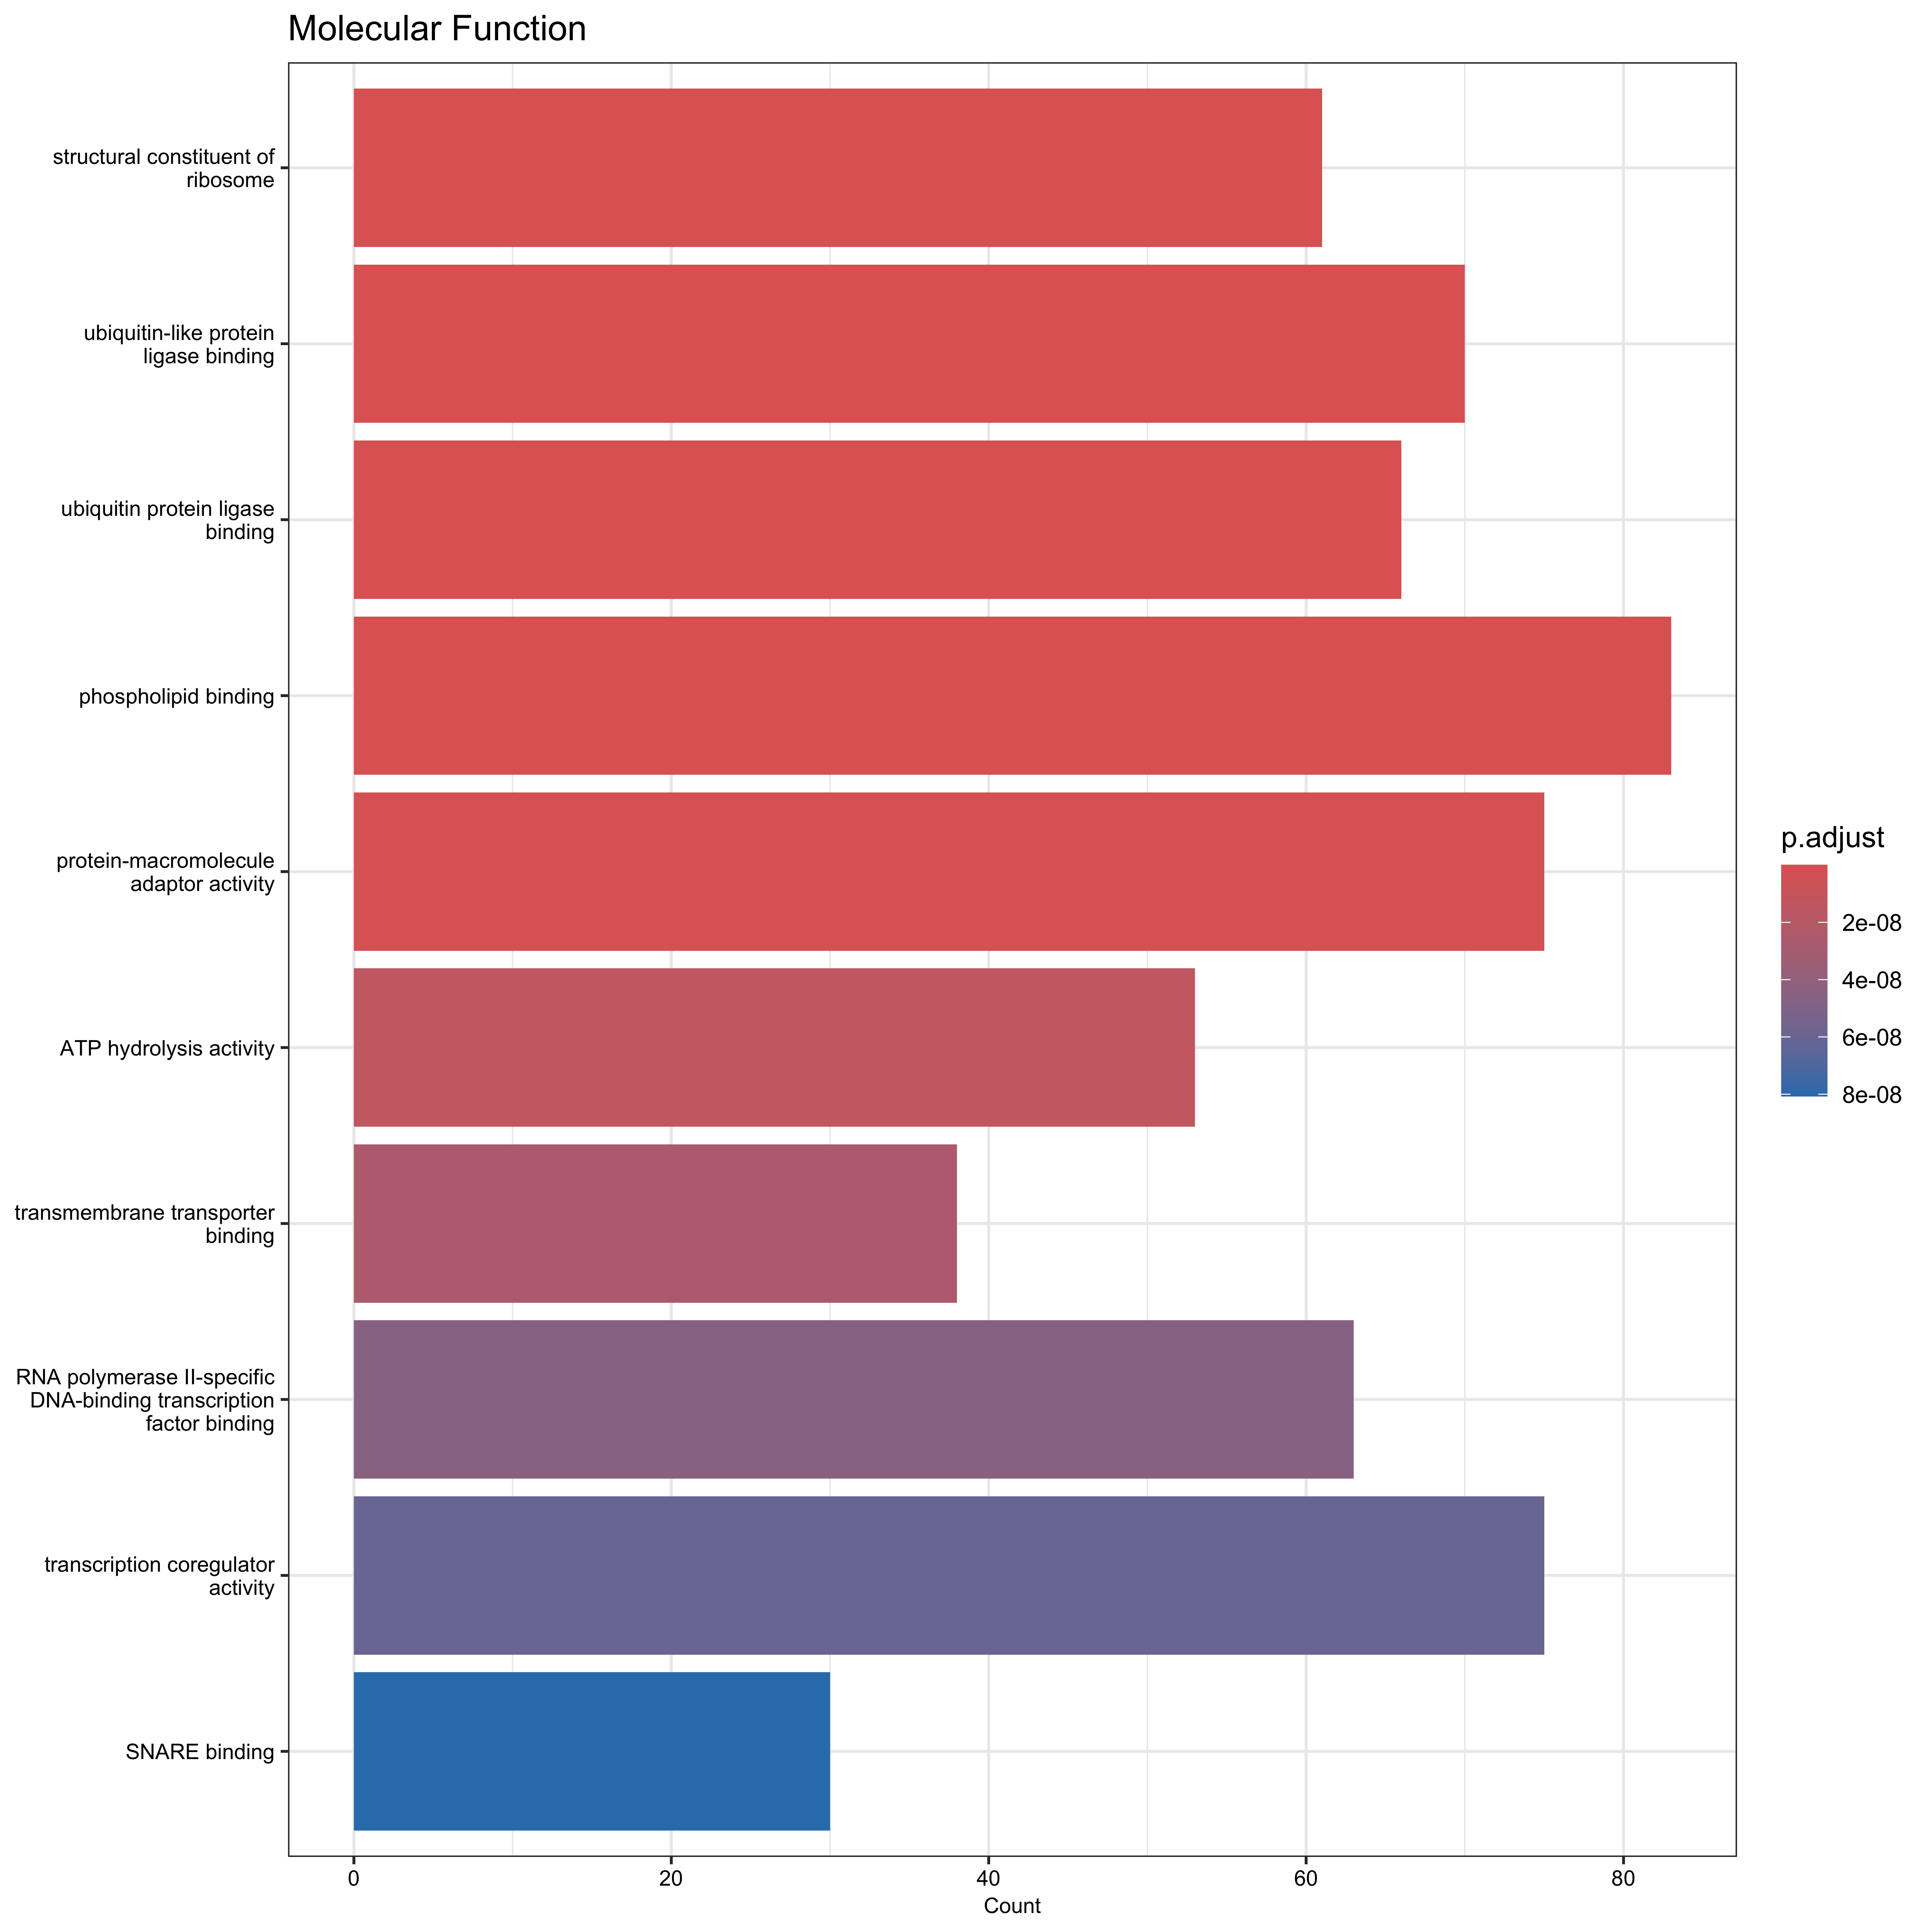 Molecular Function
structural constituent of
ribosome
ubiquitin-like protein
ligase binding
ubiquitin protein ligase
binding
phospholipid binding
protein-macromolecule
adaptor activity
ATP hydrolysis activity
transmembrane transporter
binding
RNA polymerase II-specific
DNA-binding transcription
factor binding
transcription coregulator
activity
SNARE binding
0
20
40
60
80
Count
p.adjust
2e-08
4e-08
6e-08
8e-08